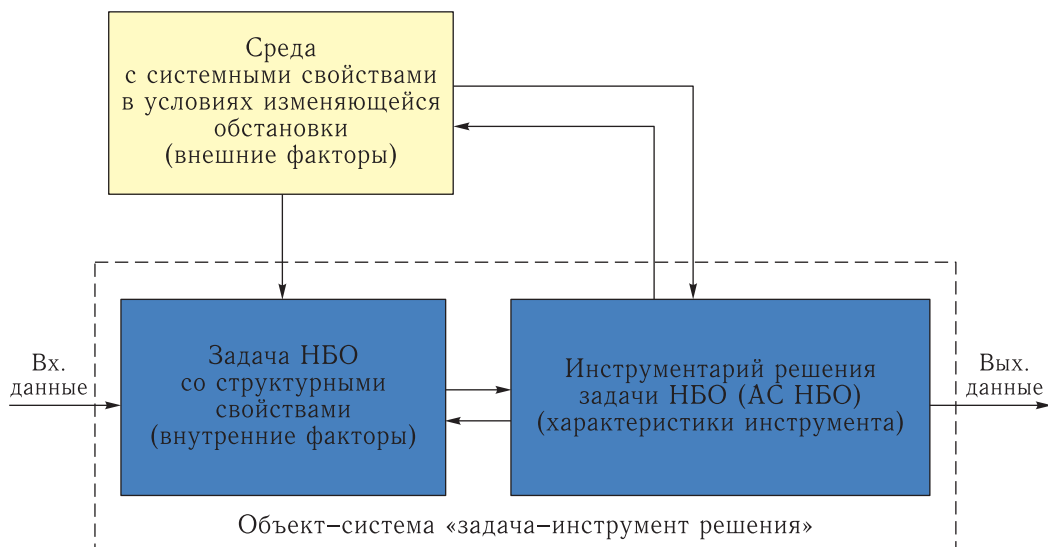 Среда
с системными свойствами
в условиях изменяющейся
обстановки
(внешние факторы)
Вх.
данные
Задача НБО
со структурными
свойствами
(внутренние факторы)
Инструментарий решения
задачи НБО (АС НБО)
(характеристики инструмента)
Вых.
данные
Объект–система «задача–инструмент решения»